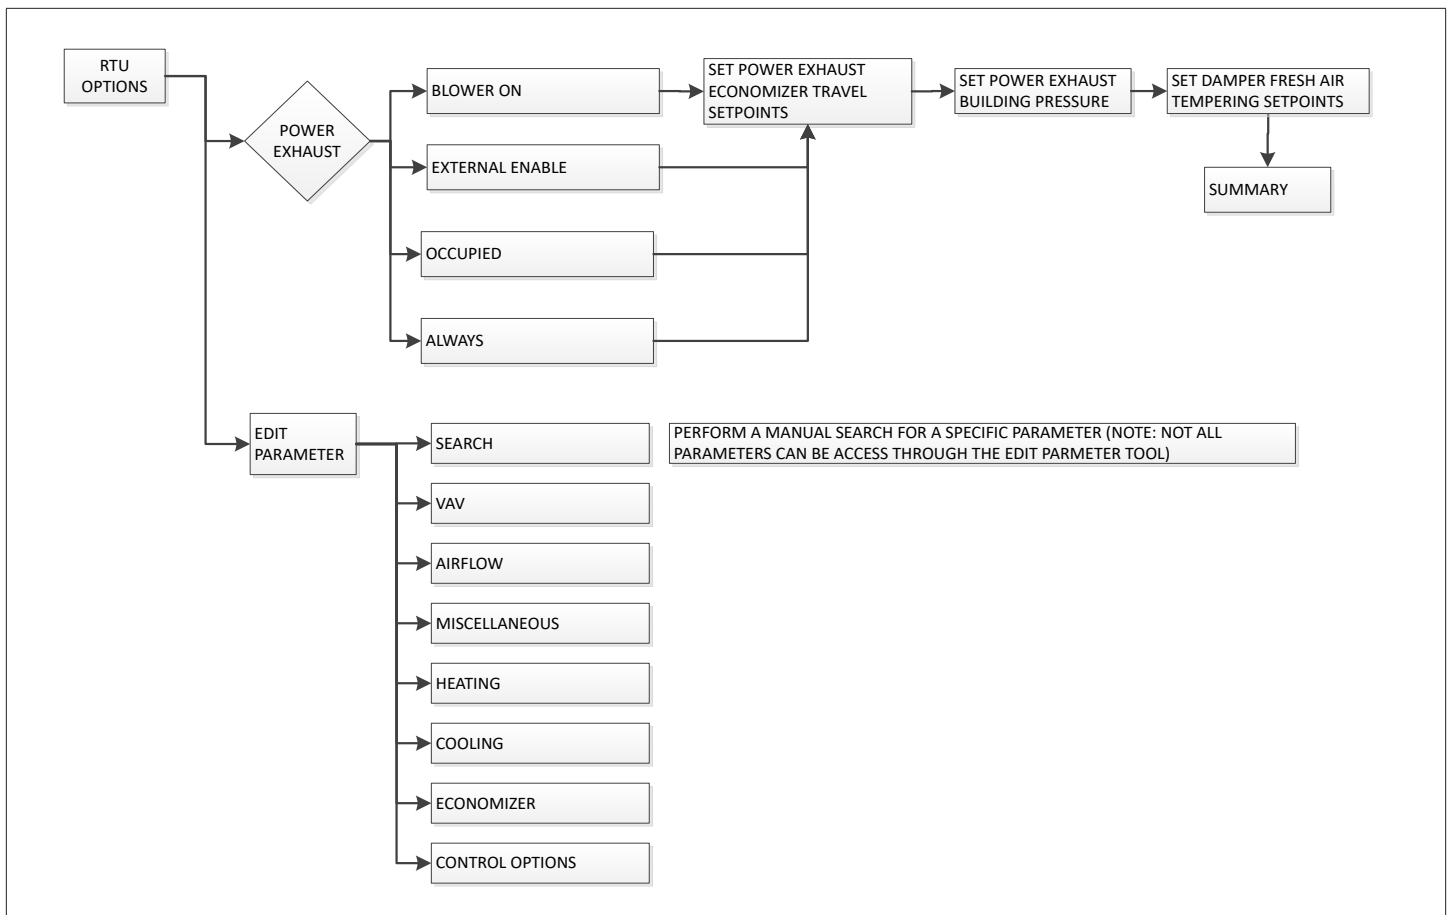 RTU
OPTIONS
POWER
EXHAUST
BLOWER ON
EXTERNAL ENABLE
OCCUPIED
ALWAYS
SET POWER EXHAUST
ECONOMIZER TRAVEL
SETPOINTS
SET POWER EXHAUST
BUILDING PRESSURE
SET DAMPER FRESH AIR
TEMPERING SETPOINTS
SUMMARY
EDIT
PARAMETER
SEARCH
PERFORM A MANUAL SEARCH FOR A SPECIFIC PARAMETER (NOTE: NOT ALL
PARAMETERS CAN BE ACCESS THROUGH THE EDIT PARMETER TOOL)
VAV
AIRFLOW
MISCELLANEOUS
HEATING
COOLING
ECONOMIZER
CONTROL OPTIONS